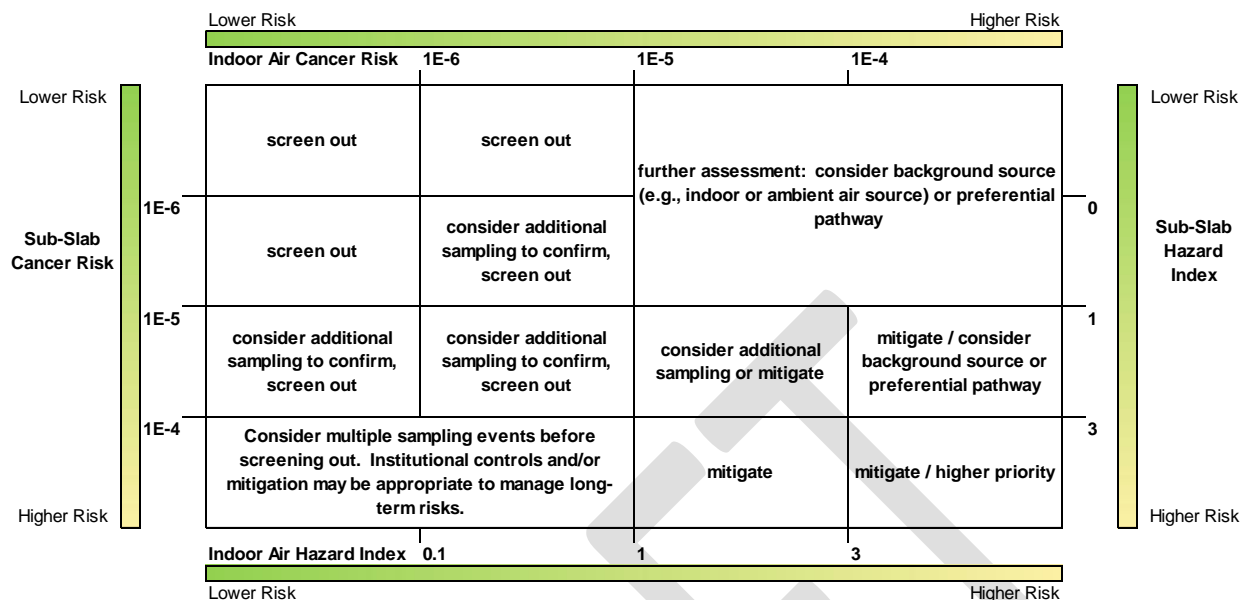 Lower Risk Higher Risk
Indoor Air Cancer Risk 1E-6 1E-5 1E-4
Lower Risk
Lower Risk
screen out
screen out
further assessment: consider background source
(e.g., indoor or ambient air source) or preferential
pathway
1E-6
0
Sub-Slab
Cancer Risk
screen out
consider additional
sampling to confirm,
screen out
Sub-Slab
Hazard
Index
1E-5
1
consider additional
sampling to confirm,
screen out
consider additional
sampling to confirm,
screen out
consider additional
sampling or mitigate
mitigate / consider
background source or
preferential pathway
1E-4
3
Consider multiple sampling events before
screening out. Institutional controls and/or
mitigation may be appropriate to manage long-
term risks.
mitigate
mitigate / higher priority
Higher Risk
Higher Risk
Indoor Air Hazard Index 0.1 1 3
Lower Risk Higher Risk